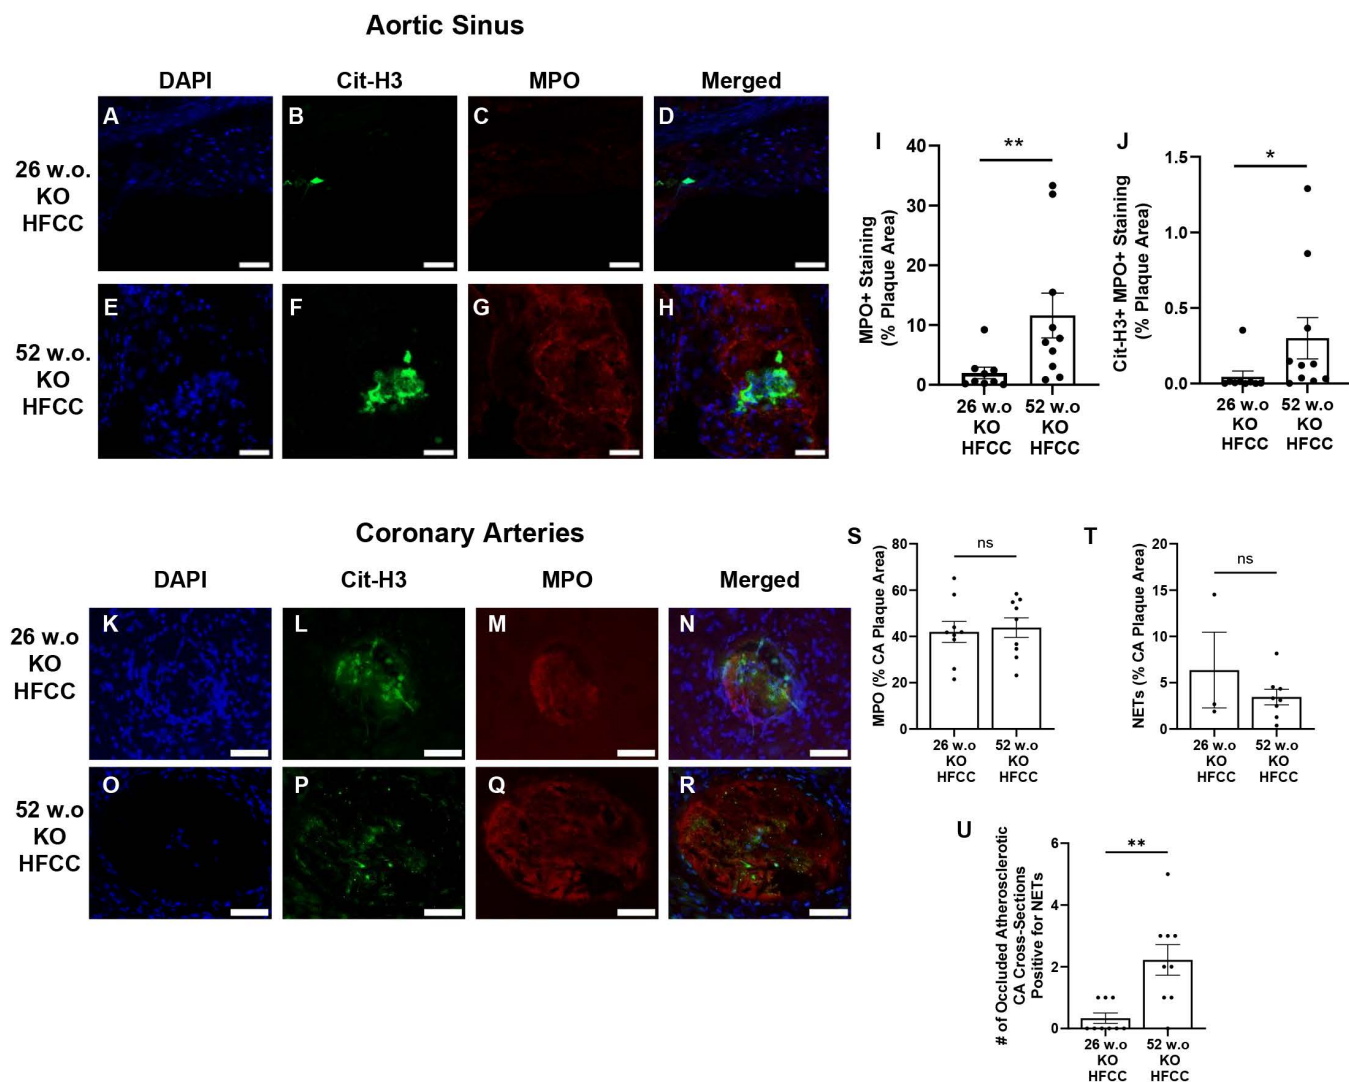 Aortic Sinus
DAPI
Cit-H3
MPO
Merged
26 w.o.
KO
HFCC
A
B
C
D
52 w.o.
KO
HFCC
E
F
G
H
I
MPO+ Staining
(% Plaque Area)
40
30
20
10
0
**
26 w.o
KO
HFCC
52 w.o
KO
HFCC
J
Cit-H3+ MPO+ Staining
(% Plaque Area)
1.5
1.0
0.5
0.0
*
26 w.o
KO
HFCC
52 w.o
KO
HFCC
Coronary Arteries
DAPI
Cit-H3
MPO
Merged
26 w.o
KO
HFCC
K
L
M
N
52 w.o
KO
HFCC
O
P
Q
R
S
MPO (% CA Plaque Area)
80
60
40
20
0
ns
26 w.o
KO
HFCC
52 w.o
KO
HFCC
T
NETs (% CA Plaque Area)
20
15
10
5
0
ns
26 w.o
KO
HFCC
52 w.o
KO
HFCC
U
# of Occluded Atherosclerotic
CA Cross-Sections
Positive for NETs
6
4
2
0
**
26 w.o
KO
HFCC
52 w.o
KO
HFCC